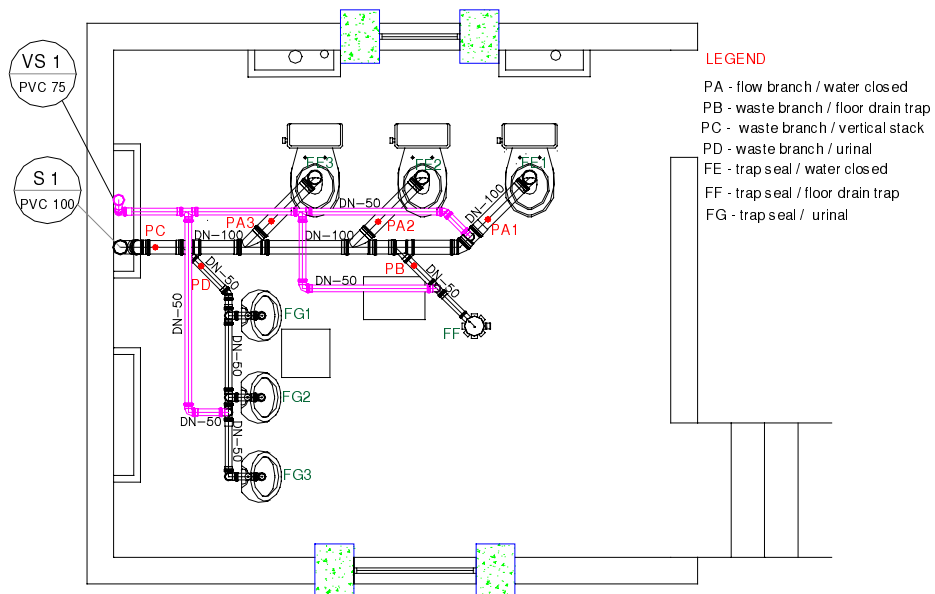 VS 1
PVC 75
S 1
PVC 100
LEGEND
PA - flow branch / water closed
PB - waste branch / floor drain trap
PC - waste branch / vertical stack
PD - waste branch / urinal
FE - trap seal / water closed
FF - trap seal / floor drain trap
FG - trap seal / urinal
FE3
FE2
FE1
DN-50
DN-100
PA3
PA2
PA1
PC
DN-100
DN-100
PB
PD
DN-50
DN-50
DN-50
FG1
FF
DN-50
DN-50
FG2
DN-50
DN-50
FG3